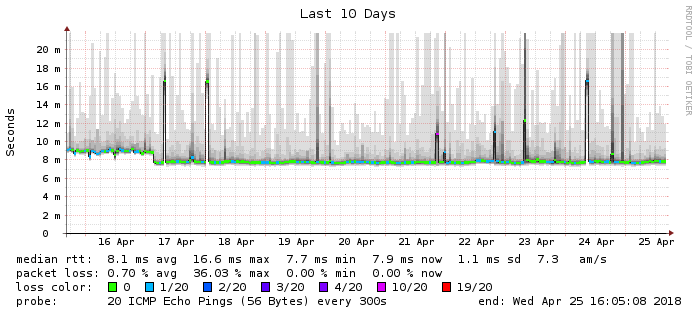 Last 10 Days
RRDTOOL / TOBI OETIKER
Seconds
20 m
18 m
16 m
14 m
12 m
10 m
8 m
6 m
4 m
2 m
0
16 Apr 17 Apr 18 Apr 19 Apr 20 Apr 21 Apr 22 Apr 23 Apr 24 Apr 25 Apr
median rtt: 8.1 ms avg 16.6 ms max 7.7 ms min 7.9 ms now 1.1 ms sd 7.3 am/s
packet loss: 0.70 % avg 36.03 % max 0.00 % min 0.00 % now
loss color: 0 1/20 2/20 3/20 4/20 10/20 19/20
probe: 20 ICMP Echo Pings (56 Bytes) every 300s end: Wed Apr 25 16:05:08 2018